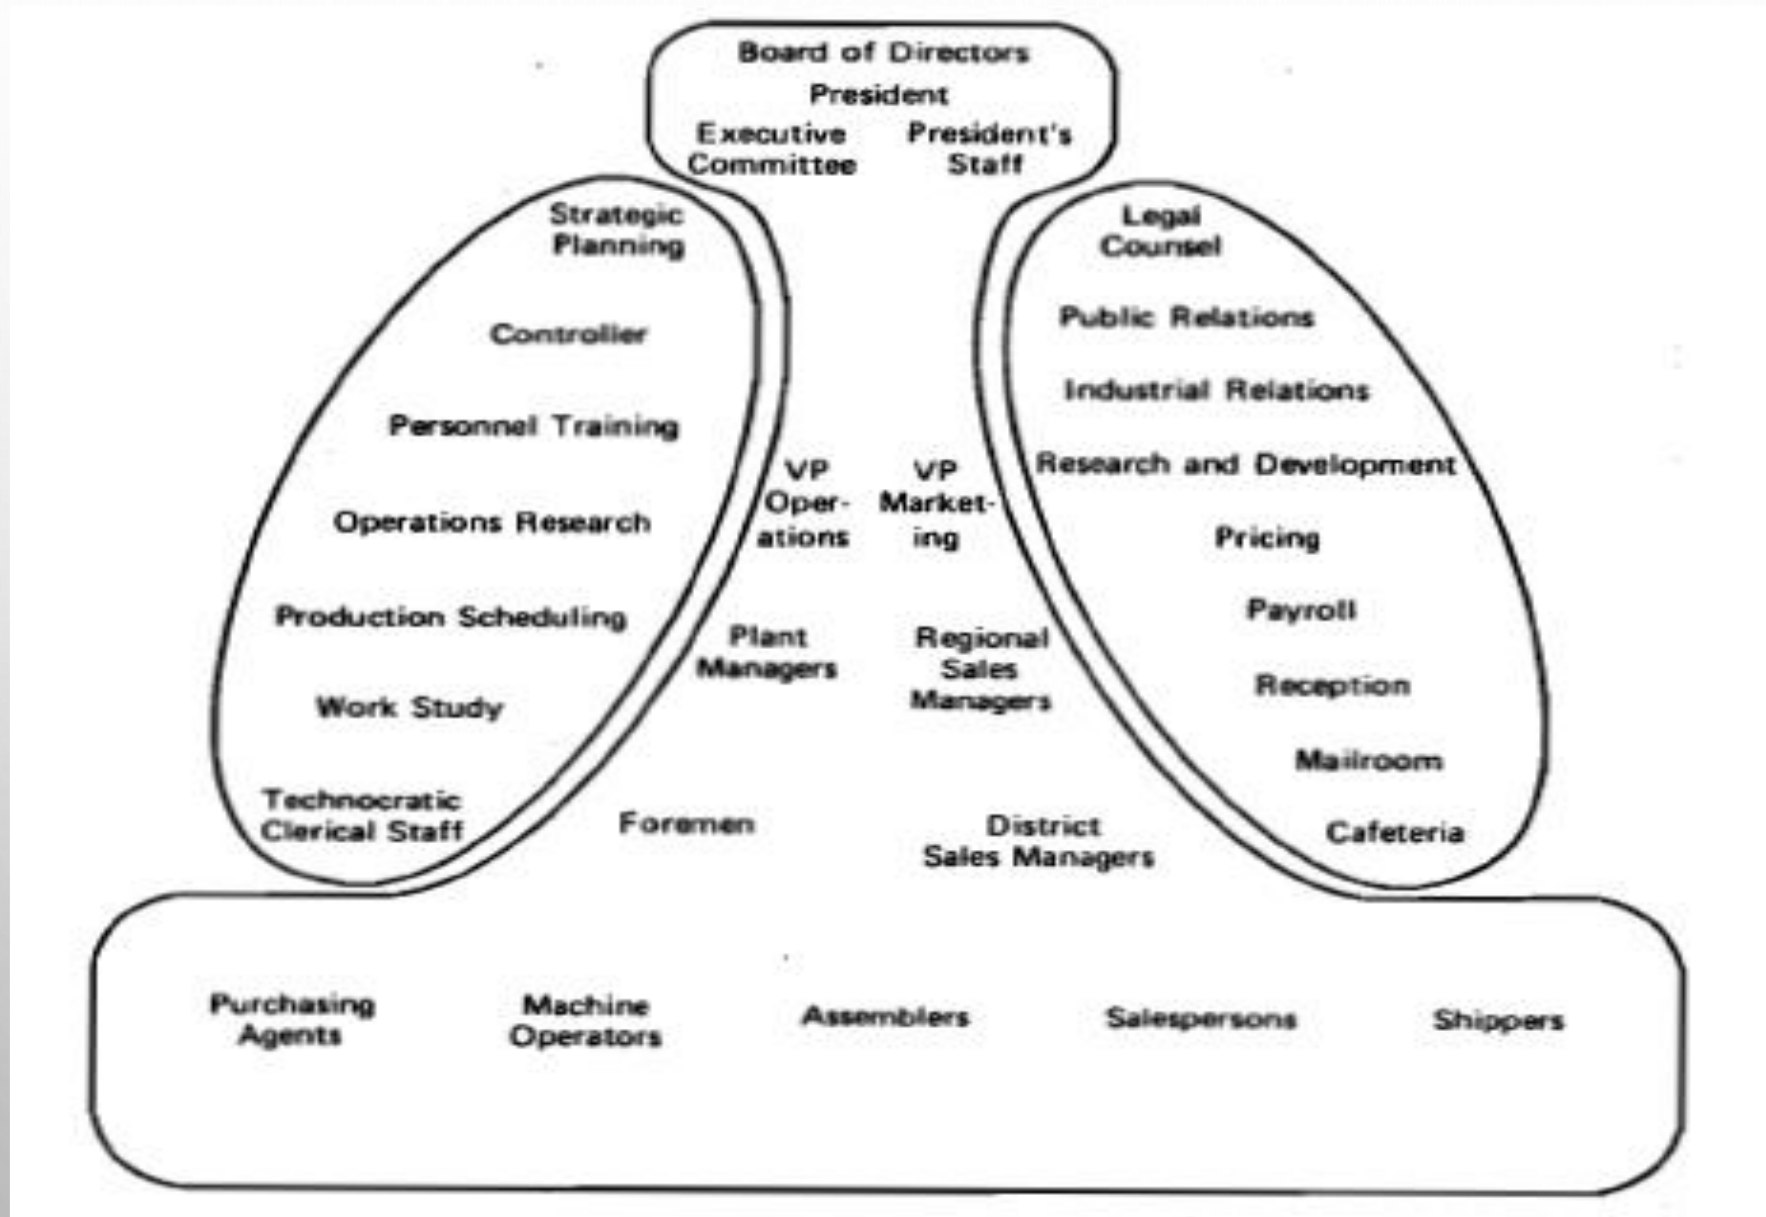 Board of Directors
President
Executive
Committee
President's
Staff
Strategic
Planning
Controller
Personnel Training
Operations Research
Production Scheduling
Work Study
Technocratic
Clerical Staff
VP
Oper-
ations
VP
Market-
ing
Plant
Managers
Regional
Sales
Managers
Foremen
District
Sales Managers
Legal
Counsel
Public Relations
Industrial Relations
Research and Development
Pricing
Payroll
Reception
Mailroom
Cafeteria
Purchasing
Agents
Machine
Operators
Assemblers
Salespersons
Shippers